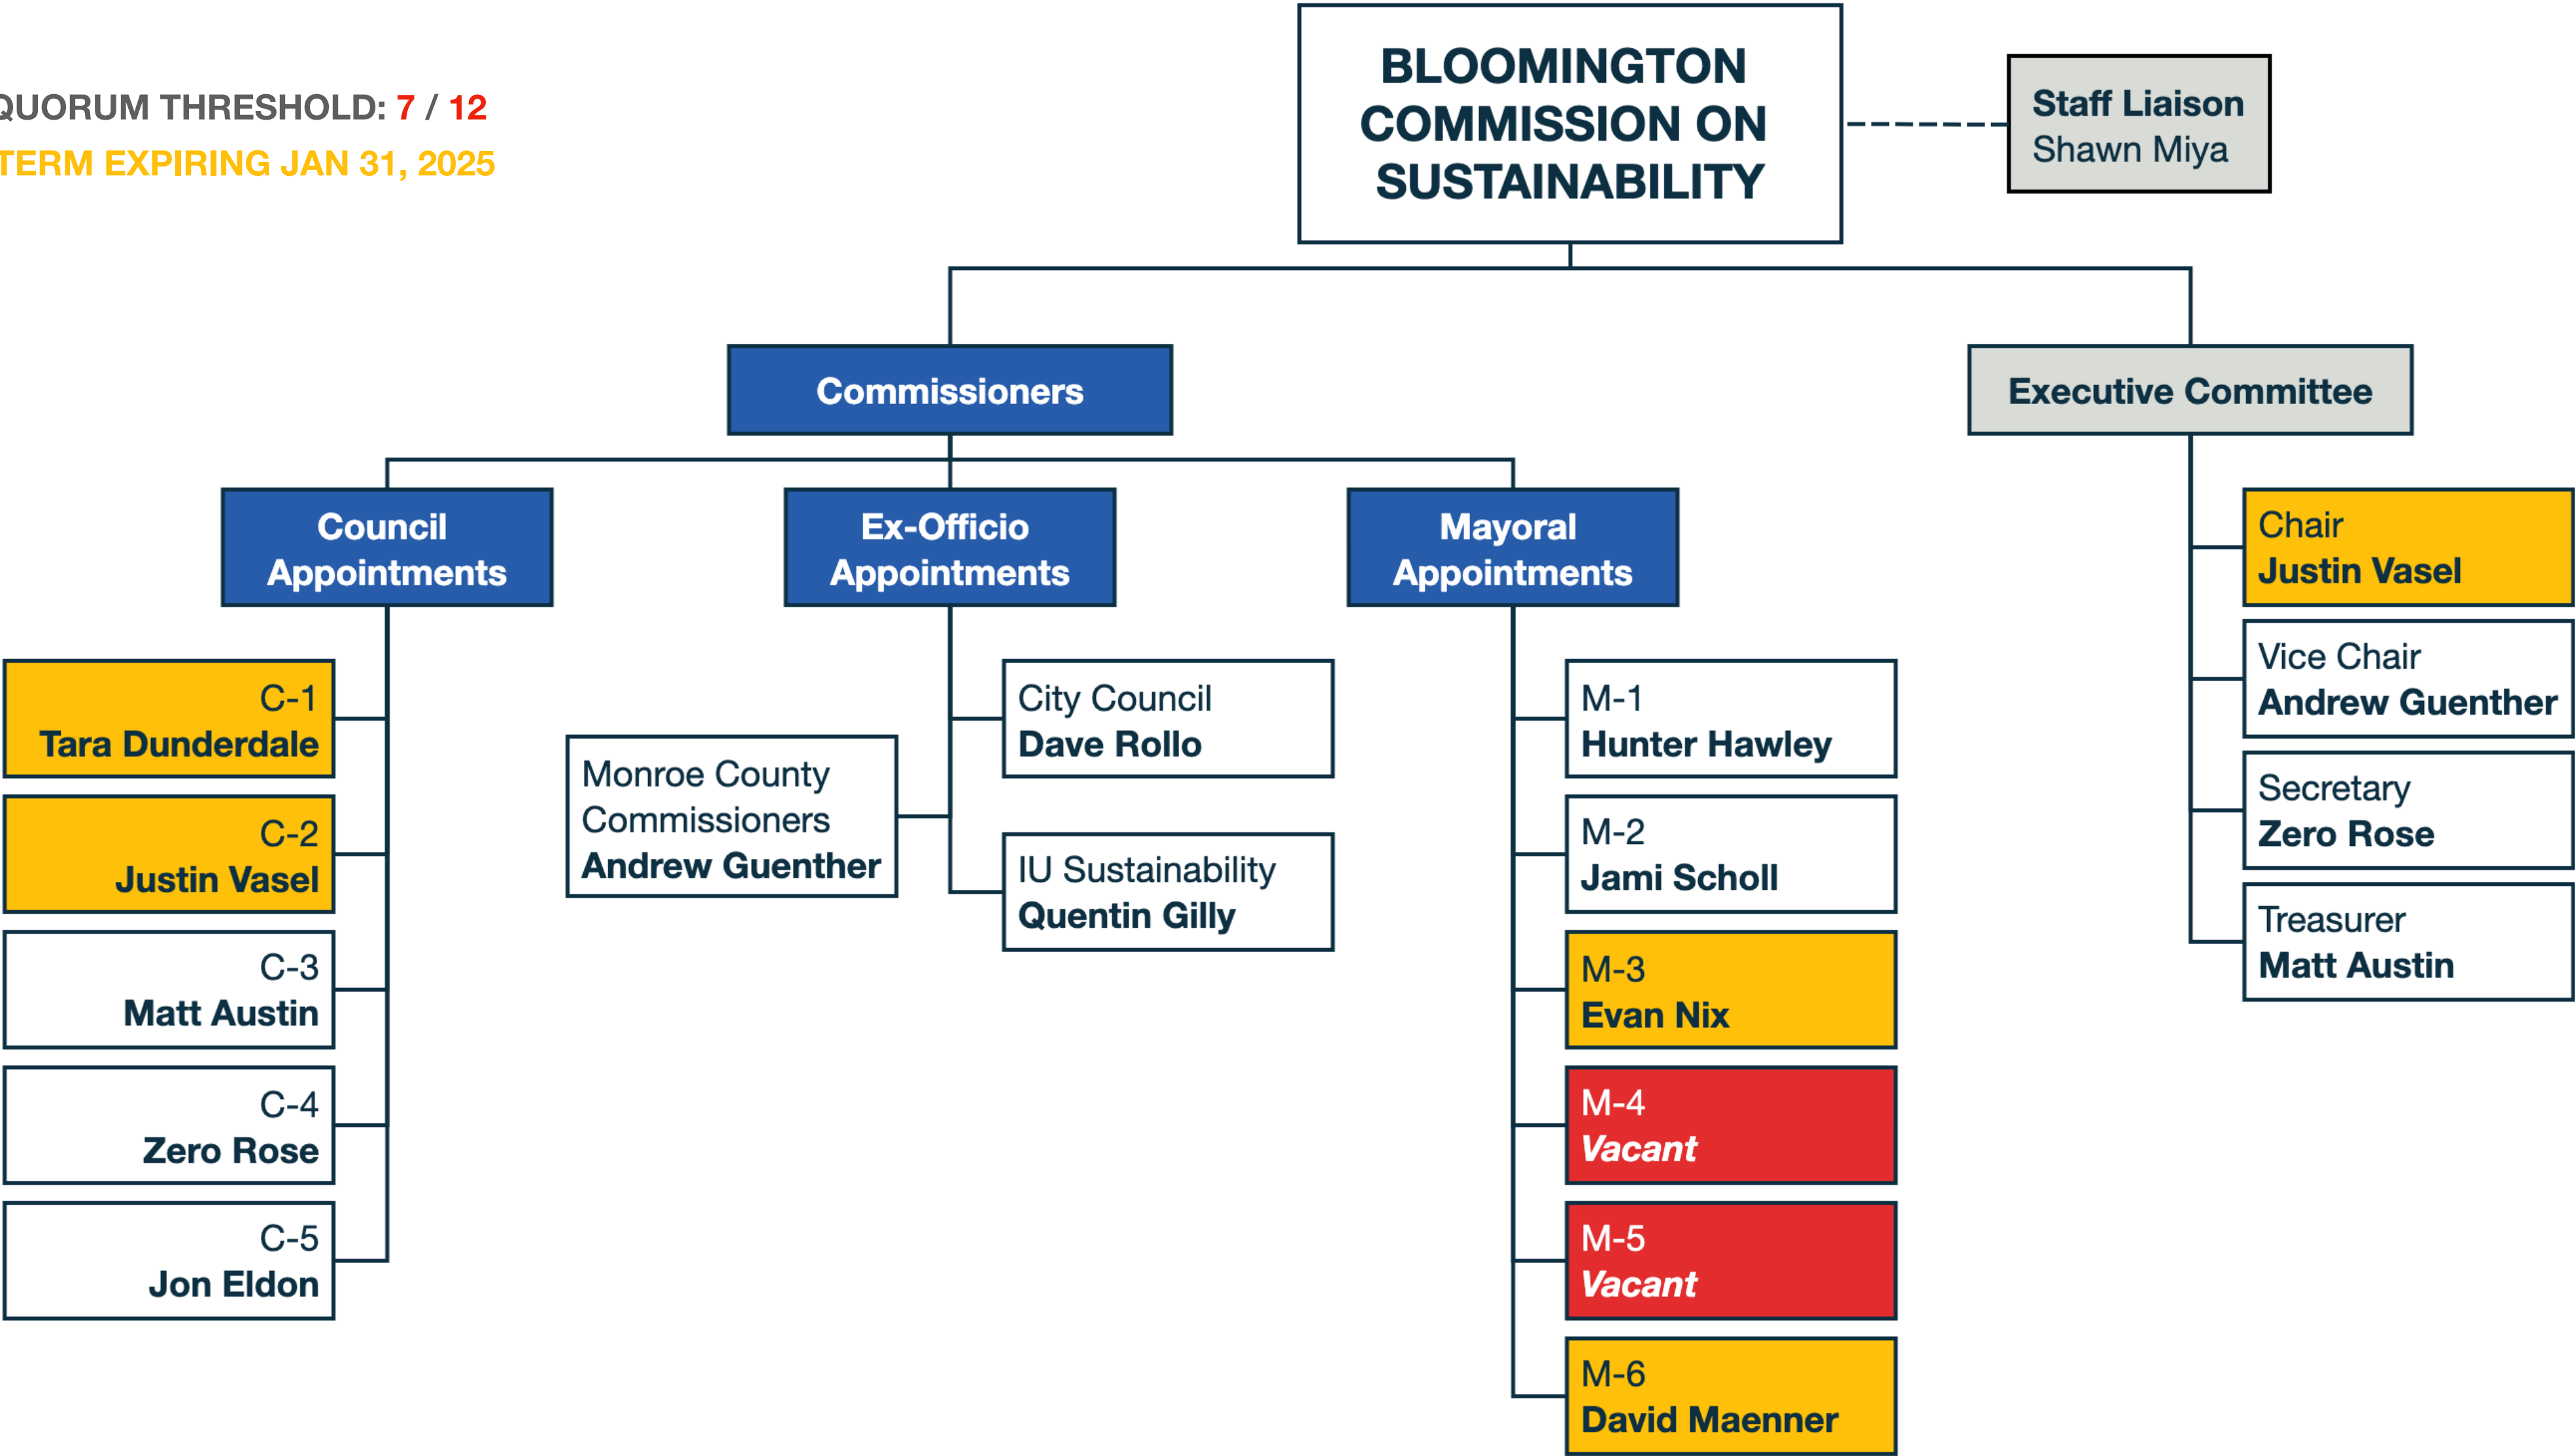 QUORUM THRESHOLD: 7 / 12
TERM EXPIRING JAN 31, 2025
BLOOMINGTON
COMMISSION ON
SUSTAINABILITY
Staff Liaison
Shawn Miya
Commissioners
Executive Committee
Council
Appointments
Ex-Officio
Appointments
Mayoral
Appointments
C-1
Tara Dunderdale
C-2
Justin Vasel
C-3
Matt Austin
C-4
Zero Rose
C-5
Jon Eldon
Monroe County
Commissioners
Andrew Guenther
City Council
Dave Rollo
IU Sustainability
Quentin Gilly
M-1
Hunter Hawley
M-2
Jami Scholl
M-3
Evan Nix
M-4
Vacant
M-5
Vacant
M-6
David Maenner
Chair
Justin Vasel
Vice Chair
Andrew Guenther
Secretary
Zero Rose
Treasurer
Matt Austin